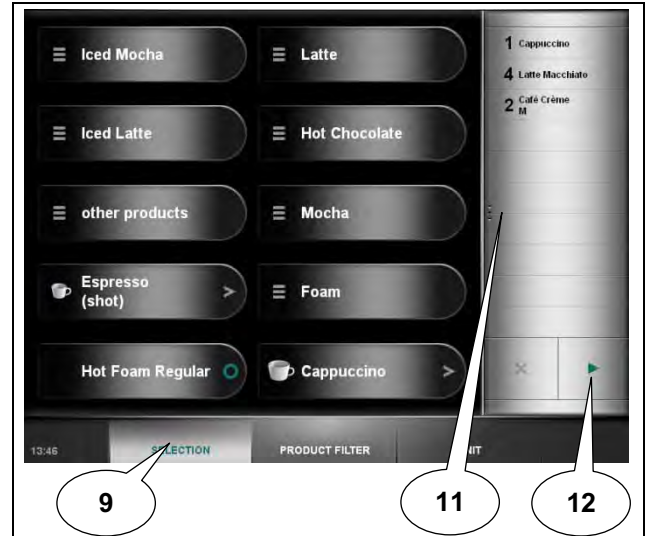 Iced Mocha
Latte
Iced Latte
Hot Chocolate
other products
Mocha
Espresso
(shot)
Foam
Hot Foam Regular
Cappuccino
1 Cappuccino
4 Latte Macchiato
2 Café Crème
M
13:46
SELECTION
PRODUCT FILTER
9
11
12